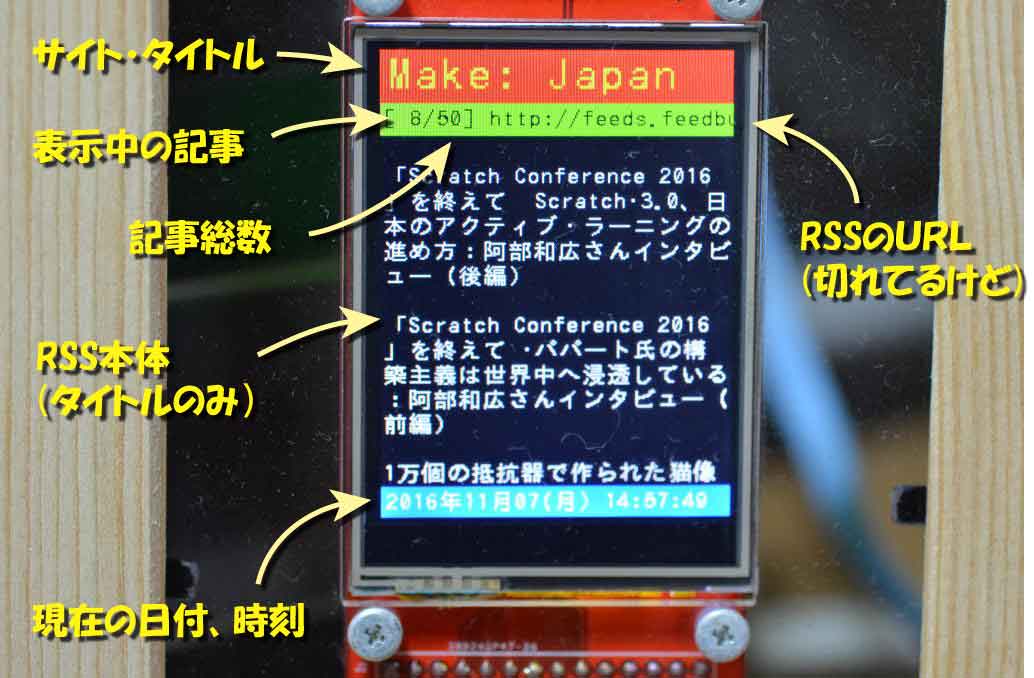 サイト・タイトル
Make: Japan
表示中の記事
[ 8/50] http://feeds.feedbu
記事総数
RSSのURL
(切れてるけど)
「Scratch Conference 2016
」を終えて Scratch・3.0、日
本のアクティブ・ラーニングの
進め方：阿部和広さんインタビ
ュー（後編）
RSS本体
(タイトルのみ)
「Scratch Conference 2016
」を終えて ・パパート氏の構
築主義は世界中へ浸透している
：阿部和広さんインタビュー（
前編）
1万個の抵抗器で作られた猫像
2016年11月07(月) 14:57:49
現在の日付、時刻